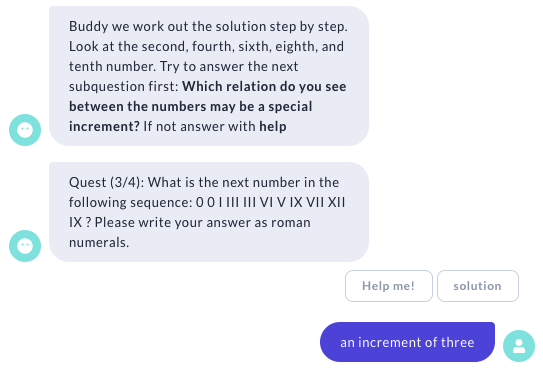 Buddy we work out the solution step by step.
Look at the second, fourth, sixth, eighth, and
tenth number. Try to answer the next
subquestion first: Which relation do you see
between the numbers may be a special
increment? If not answer with help
Quest (3/4): What is the next number in the
following sequence: 0 0 I III III VI V IX VII XII
IX ? Please write your answer as roman
numerals.
Help me!
solution
an increment of three